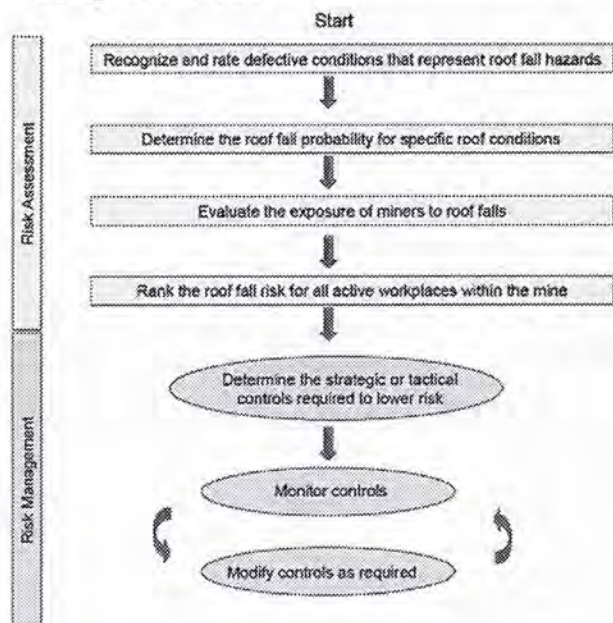 Start
Recognize and rate defective conditions that represent roof fall hazards
Determine the roof fall probability for specific roof conditions
Evaluate the exposure of miners to roof falls
Rank the roof fall risk for all active workplaces within the mine
Risk Assessment
Determine the strategic or tactical
controls required to lower risk
Monitor controls
Modify controls as required
Risk Management